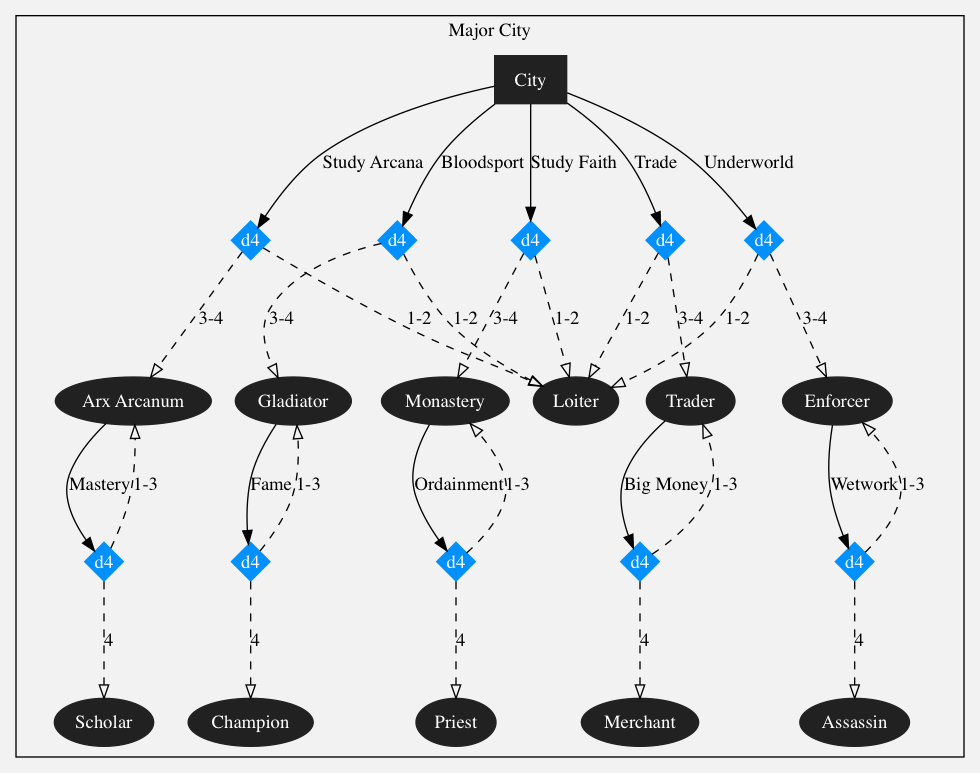 Major City
City
Study Arcana Bloodsport Study Faith Trade Underworld
d4 d4 d4 d4 d4
3-4 3-4 1-2 1-2 3-4 1-2 1-2 3-4 1-2 3-4
Arx Arcanum Gladiator Monastery Loiter Trader Enforcer
Mastery 1-3 Fame 1-3 Ordainment 1-3 Big Money 1-3 Wetwork 1-3
d4 d4 d4 d4 d4
4 4 4 4 4
Scholar Champion Priest Merchant Assassin